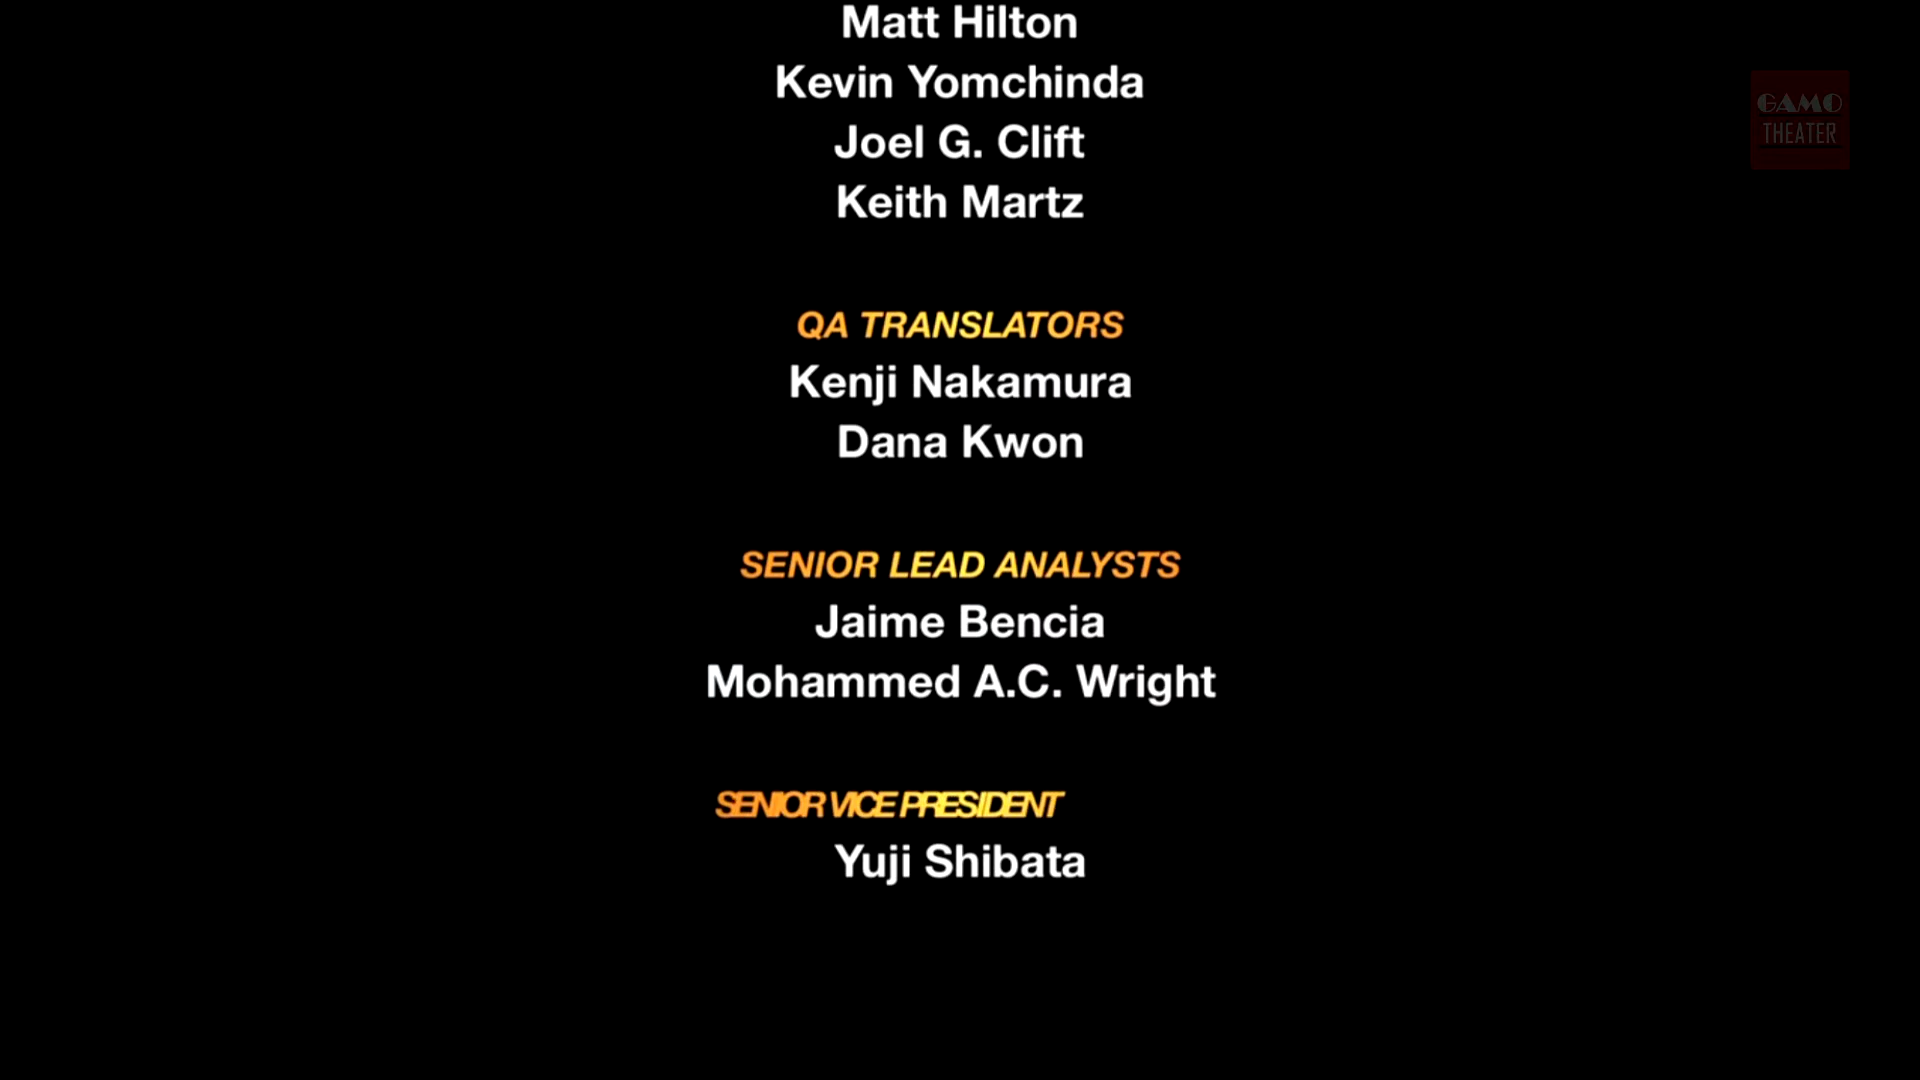 Matt Hilton
Kevin Yomchinda
Joel G. Clift
Keith Martz
QA TRANSLATORS
Kenji Nakamura
Dana Kwon
SENIOR LEAD ANALYSTS
Jaime Bencia
Mohammed A.C. Wright
SENIOR VICE PRESIDENT
Yuji Shibata
GAMO
THEATER